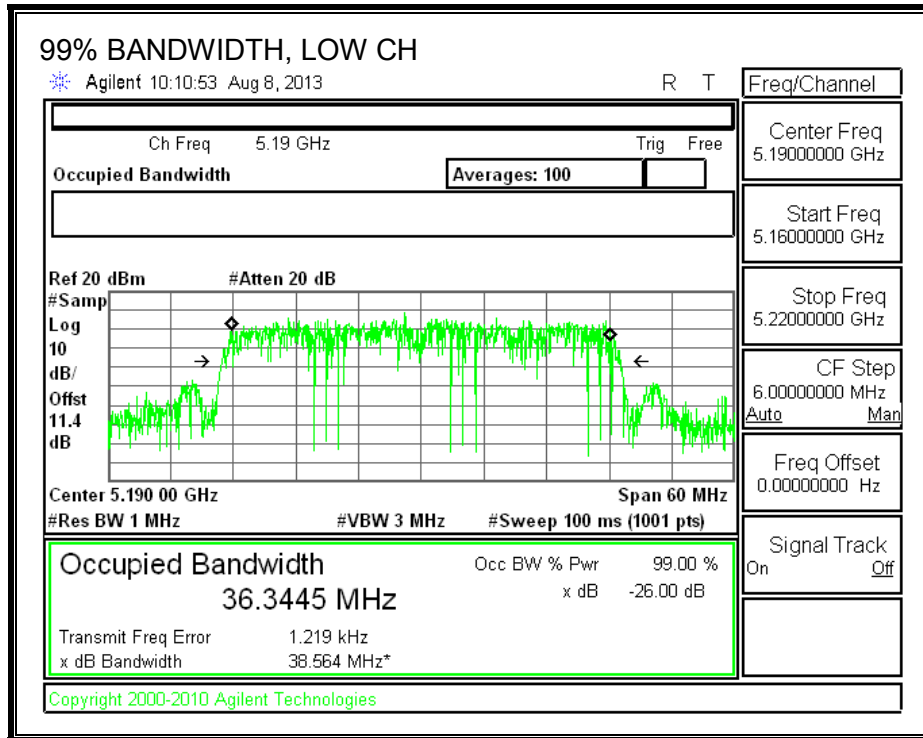 99% BANDWIDTH, LOW CH
Agilent 10:10:53 Aug 8, 2013 R T
Freq/Channel
Ch Freq 5.19 GHz Trig Free
Occupied Bandwidth Averages: 100
Center Freq
5.19000000 GHz
Start Freq
5.16000000 GHz
Stop Freq
5.22000000 GHz
CF Step
6.00000000 MHz
Auto Man
Freq Offset
0.00000000 Hz
Signal Track
On Off
Ref 20 dBm #Atten 20 dB
#Samp
Log
10
dB/
Offst
11.4
dB
Center 5.190 00 GHz Span 60 MHz
#Res BW 1 MHz #VBW 3 MHz #Sweep 100 ms (1001 pts)
Occupied Bandwidth Occ BW % Pwr 99.00 %
36.3445 MHz x dB -26.00 dB
Transmit Freq Error 1.219 kHz
x dB Bandwidth 38.564 MHz*
Copyright 2000-2010 Agilent Technologies